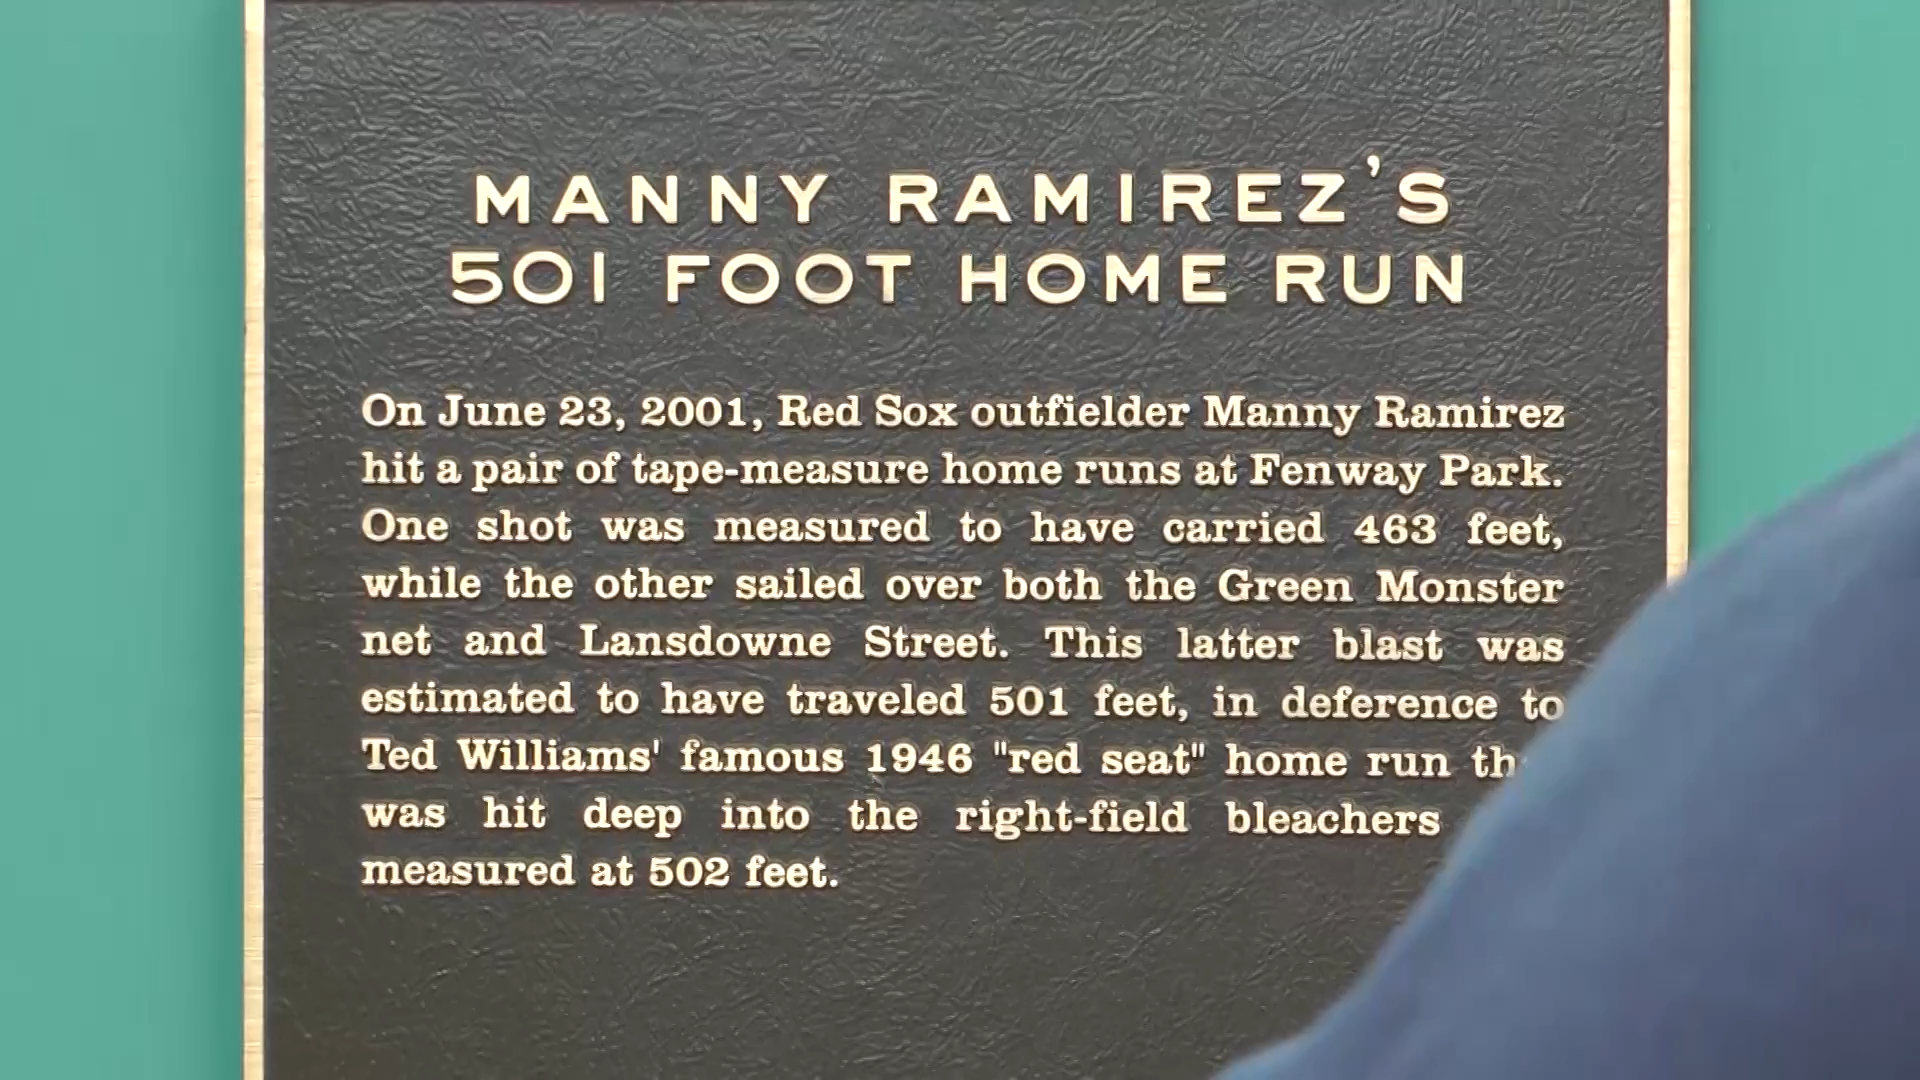 MANNY RAMIREZ'S
501 FOOT HOME RUN
On June 23, 2001, Red Sox outfielder Manny Ramirez
hit a pair of tape-measure home runs at Fenway Park.
One shot was measured to have carried 463 feet,
while the other sailed over both the Green Monster
net and Lansdowne Street. This latter blast was
estimated to have traveled 501 feet, in deference to
Ted Williams' famous 1946 "red seat" home run
was hit deep into the right-field bleachers
measured at 502 feet.